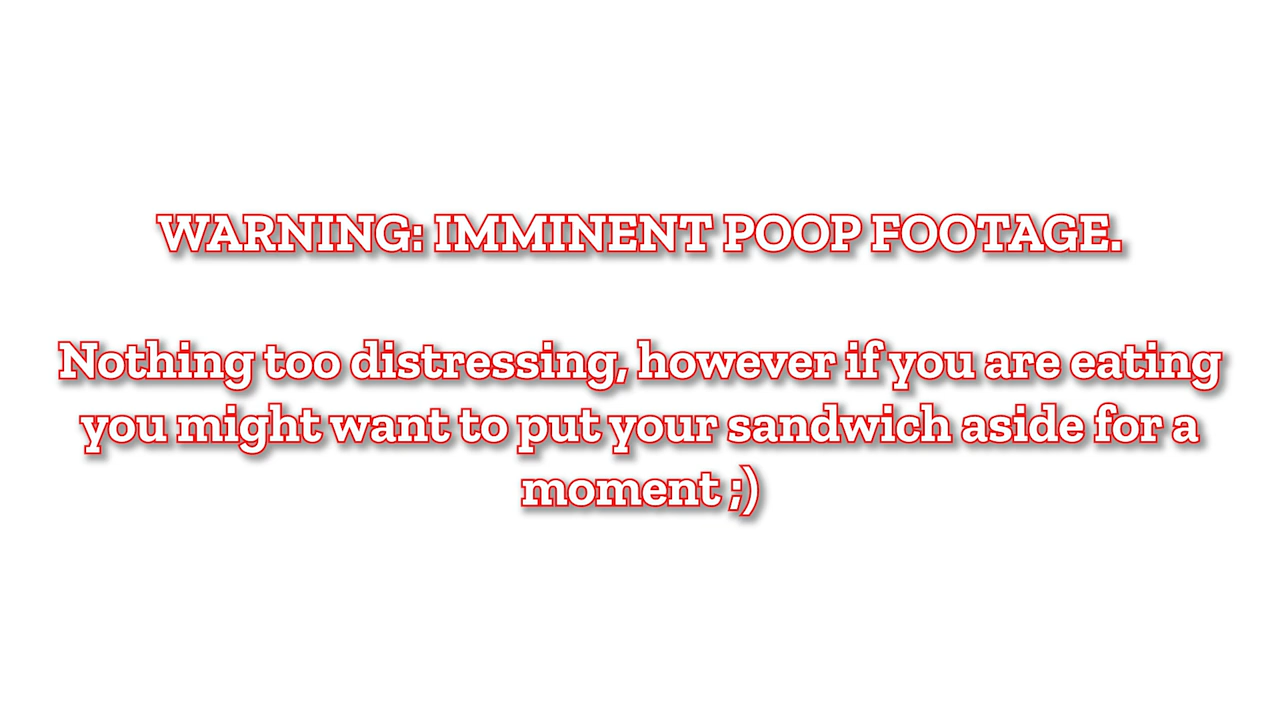 WARNING: IMMINENT POOP FOOTAGE.
Nothing too distressing, however if you are eating
you might want to put your sandwich aside for a
moment ;)